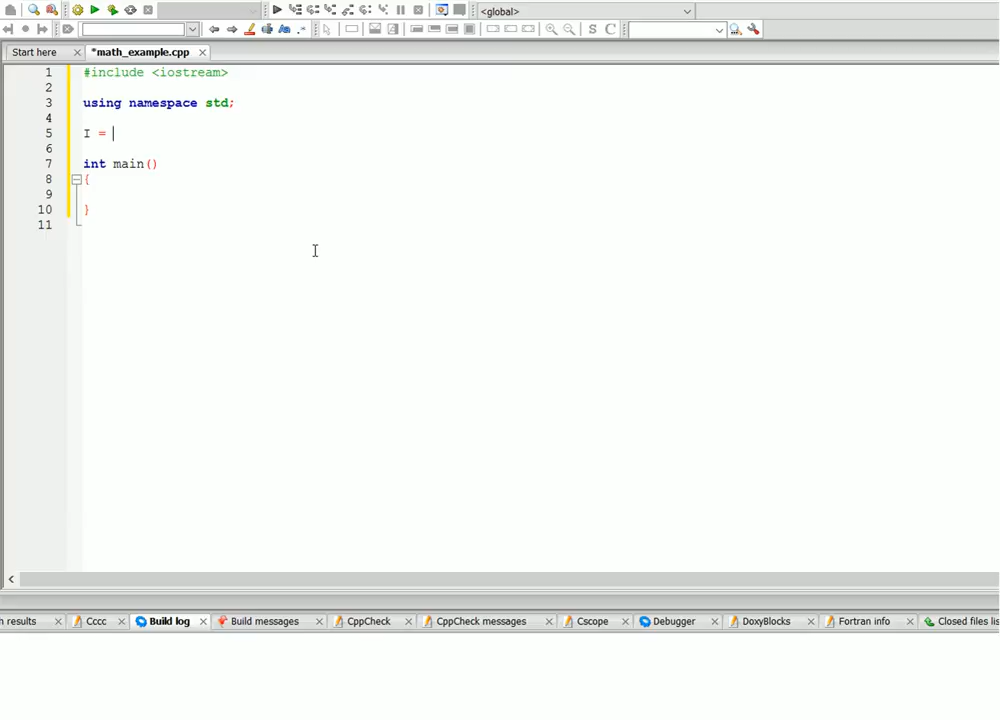 <global>
Start here
*math_example.cpp
1 #include <iostream>
2
3 using namespace std;
4
5 I =
6
7 int main()
8 {
9
10 }
11
h results
Cccc
Build log
Build messages
CppCheck
CppCheck messages
Cscope
Debugger
DoxyBlocks
Fortran info
Closed files lis